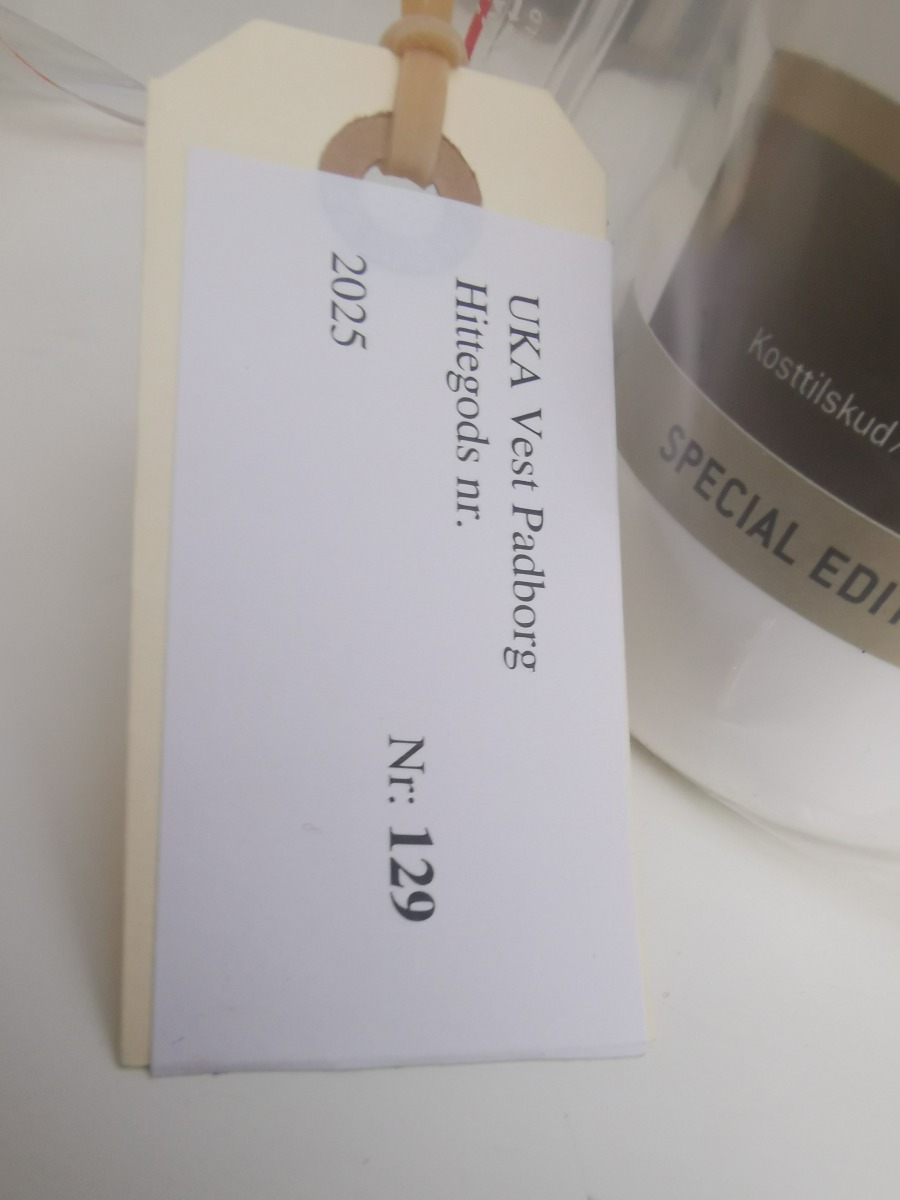 UKA Vest Padborg
Hittegods nr.
Nr: 129
2025
Kosttilskud/
SPECIAL EDI